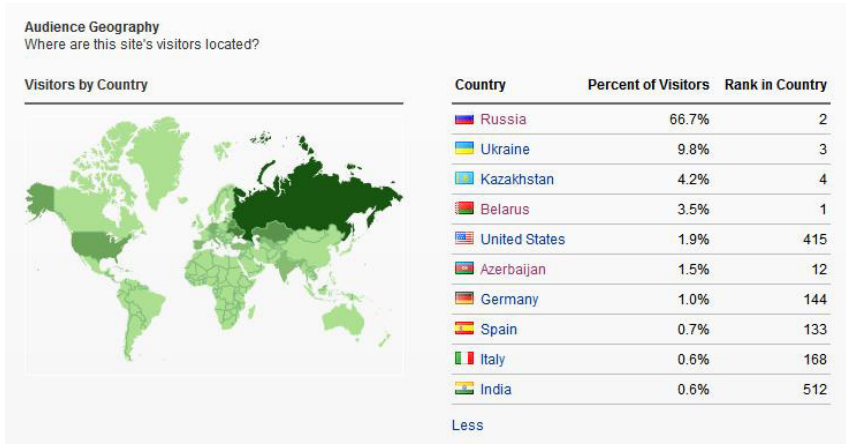 Audience Geography
Where are this site's visitors located?
Visitors by Country
Country Percent of Visitors Rank in Country
Russia 66.7% 2
Ukraine 9.8% 3
Kazakhstan 4.2% 4
Belarus 3.5% 1
United States 1.9% 415
Azerbaijan 1.5% 12
Germany 1.0% 144
Spain 0.7% 133
Italy 0.6% 168
India 0.6% 512
Less